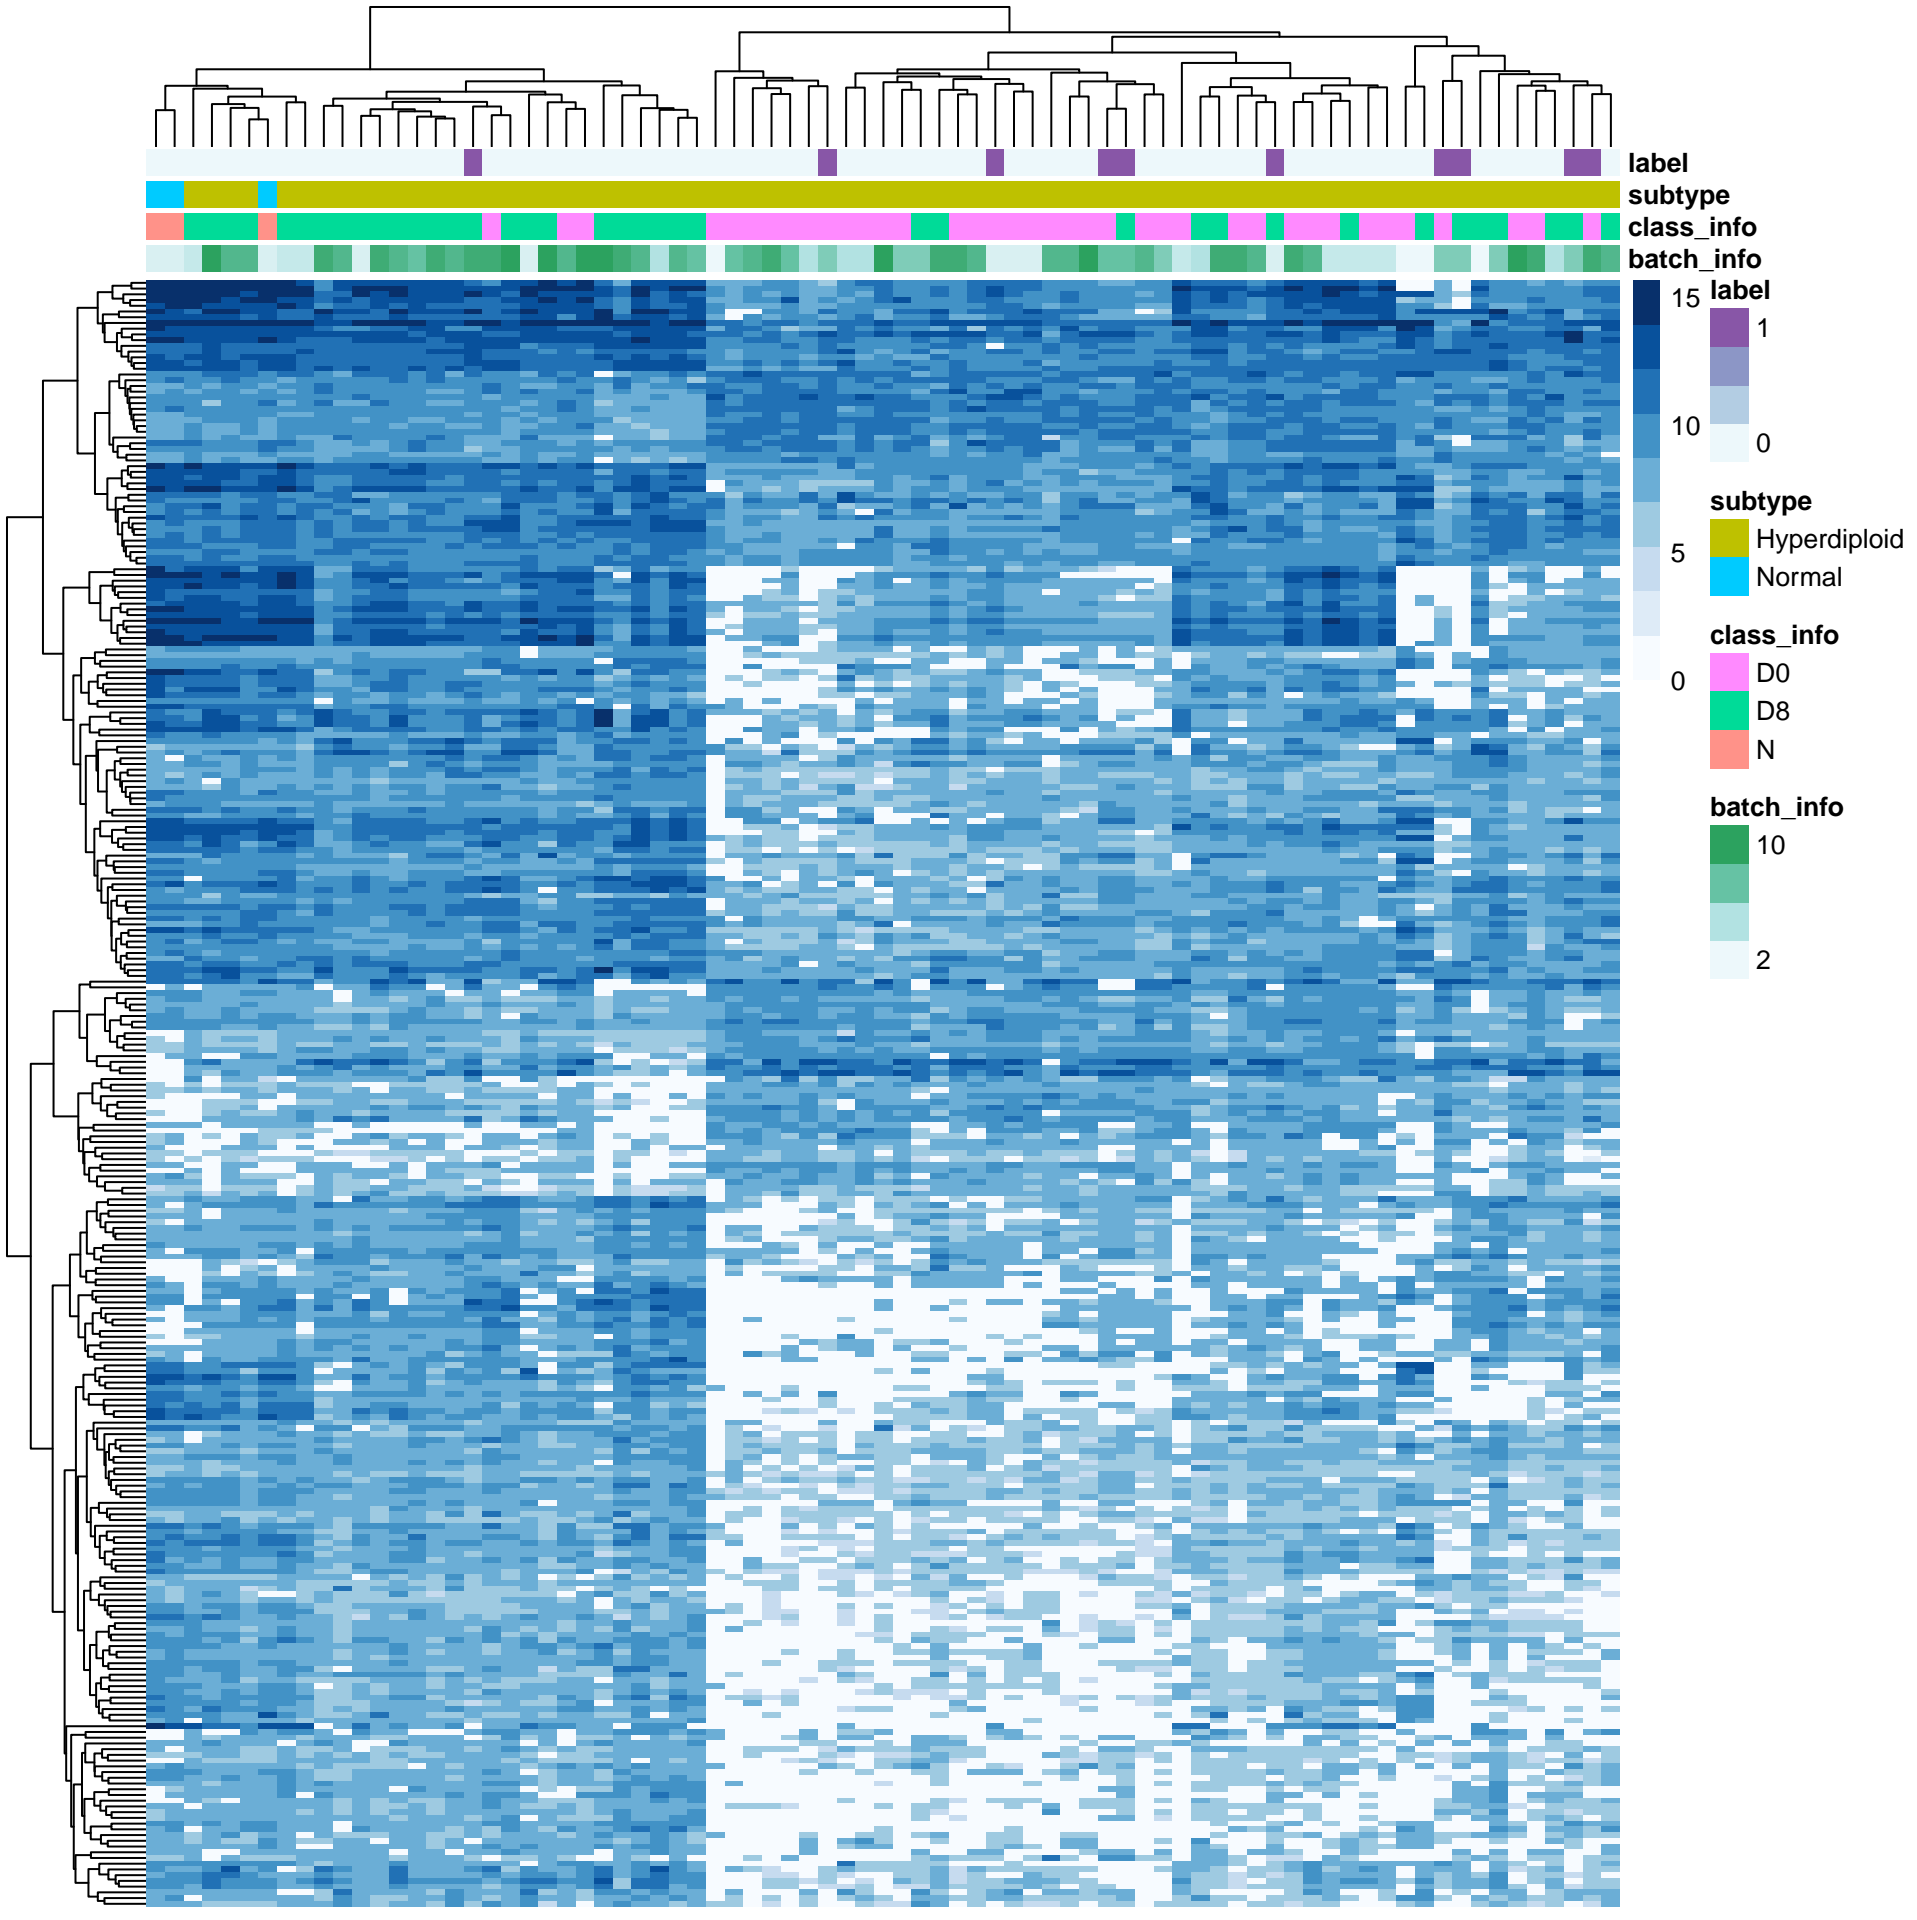 label
subtype
class_info
batch_info
15
10
5
0
label
1
0
subtype
Hyperdiploid
Normal
class_info
D0
D8
N
batch_info
10
2